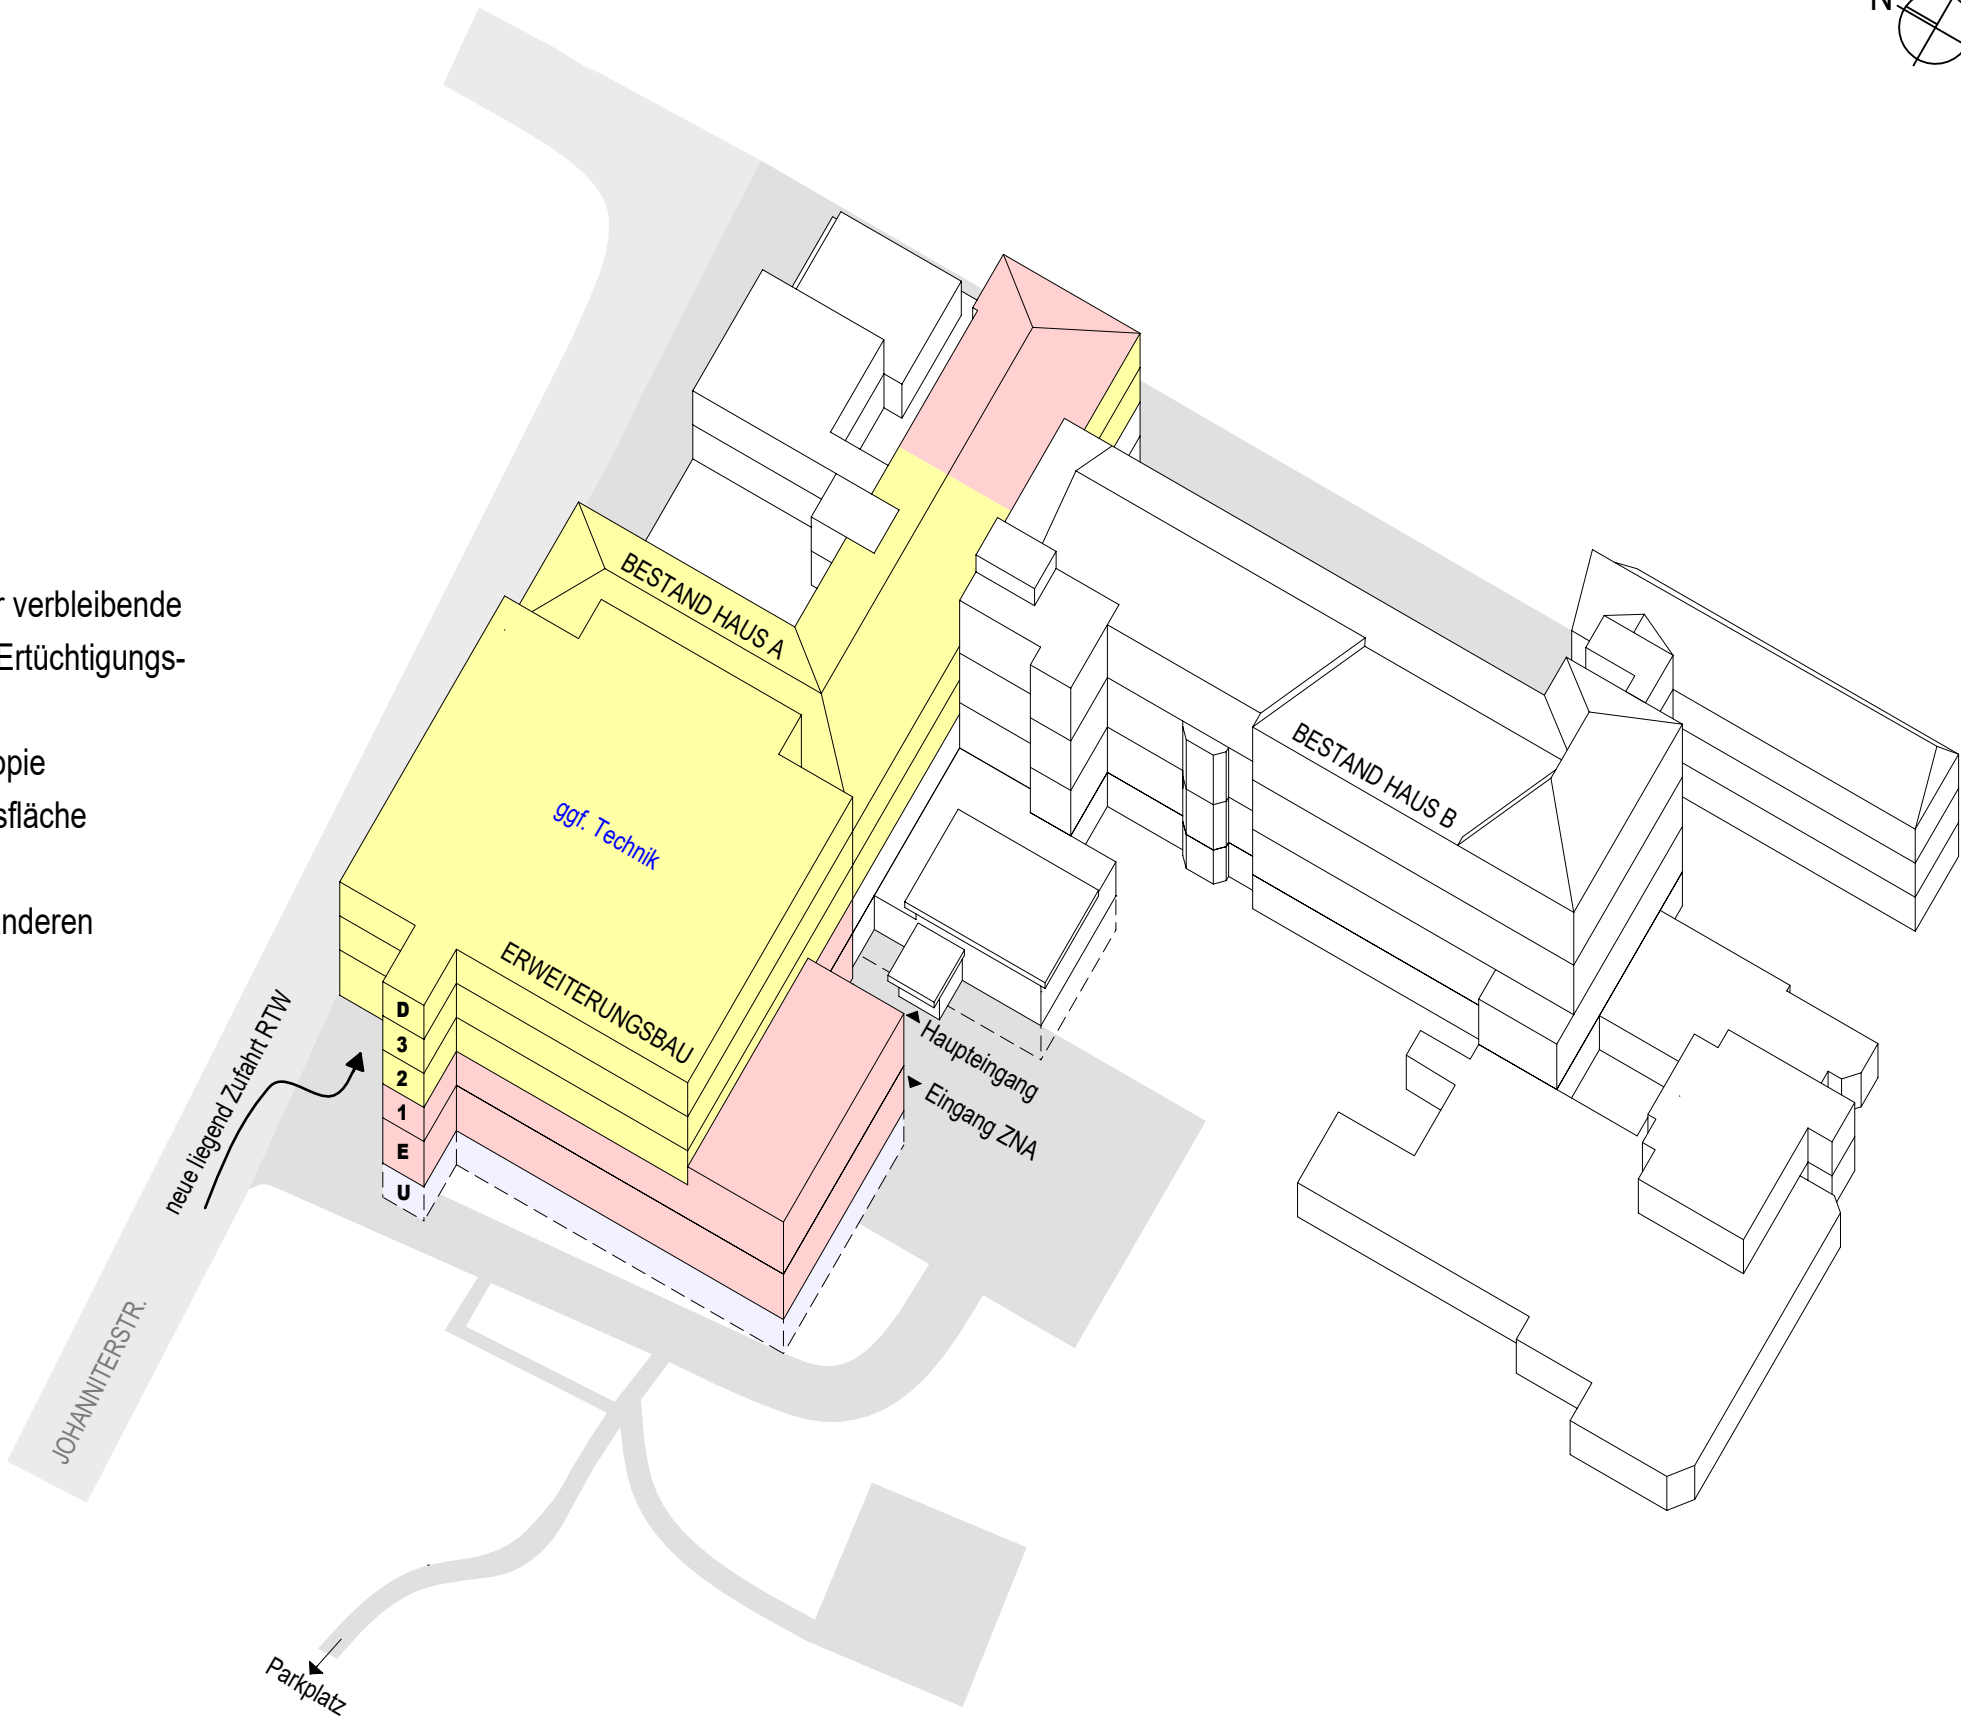 N
r verbleibende
Ertüchtigungs-
opie
sfläche
nderen
BESTAND HAUS A
BESTAND HAUS B
ggf. Technik
ERWEITERUNGSBAU
D
3
2
1
E
U
Haupteingang
Eingang ZNA
neue liegend Zufahrt RTW
JOHANNITERSTR.
Parkplatz